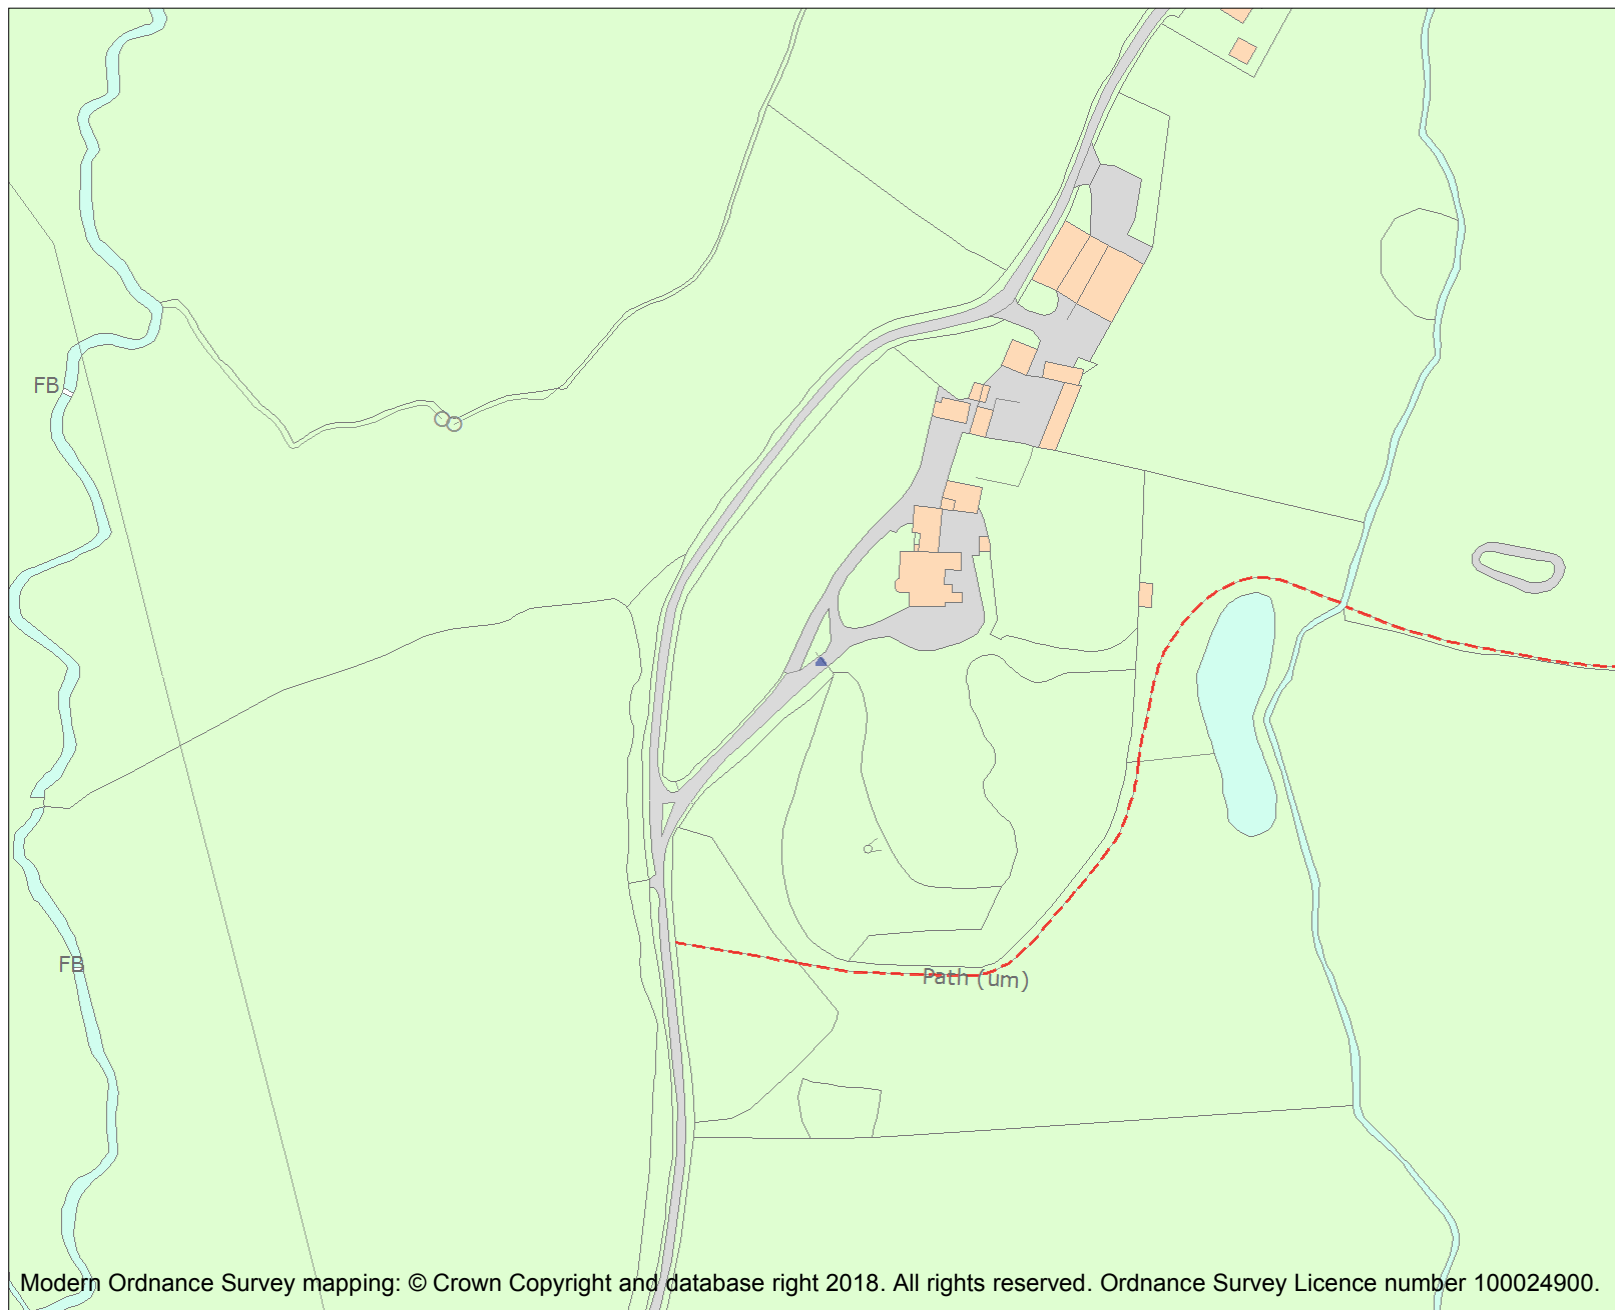 FB
FB
Path (um)
Modern Ordnance Survey mapping: © Crown Copyright and database right 2018. All rights reserved. Ordnance Survey Licence number 100024900.